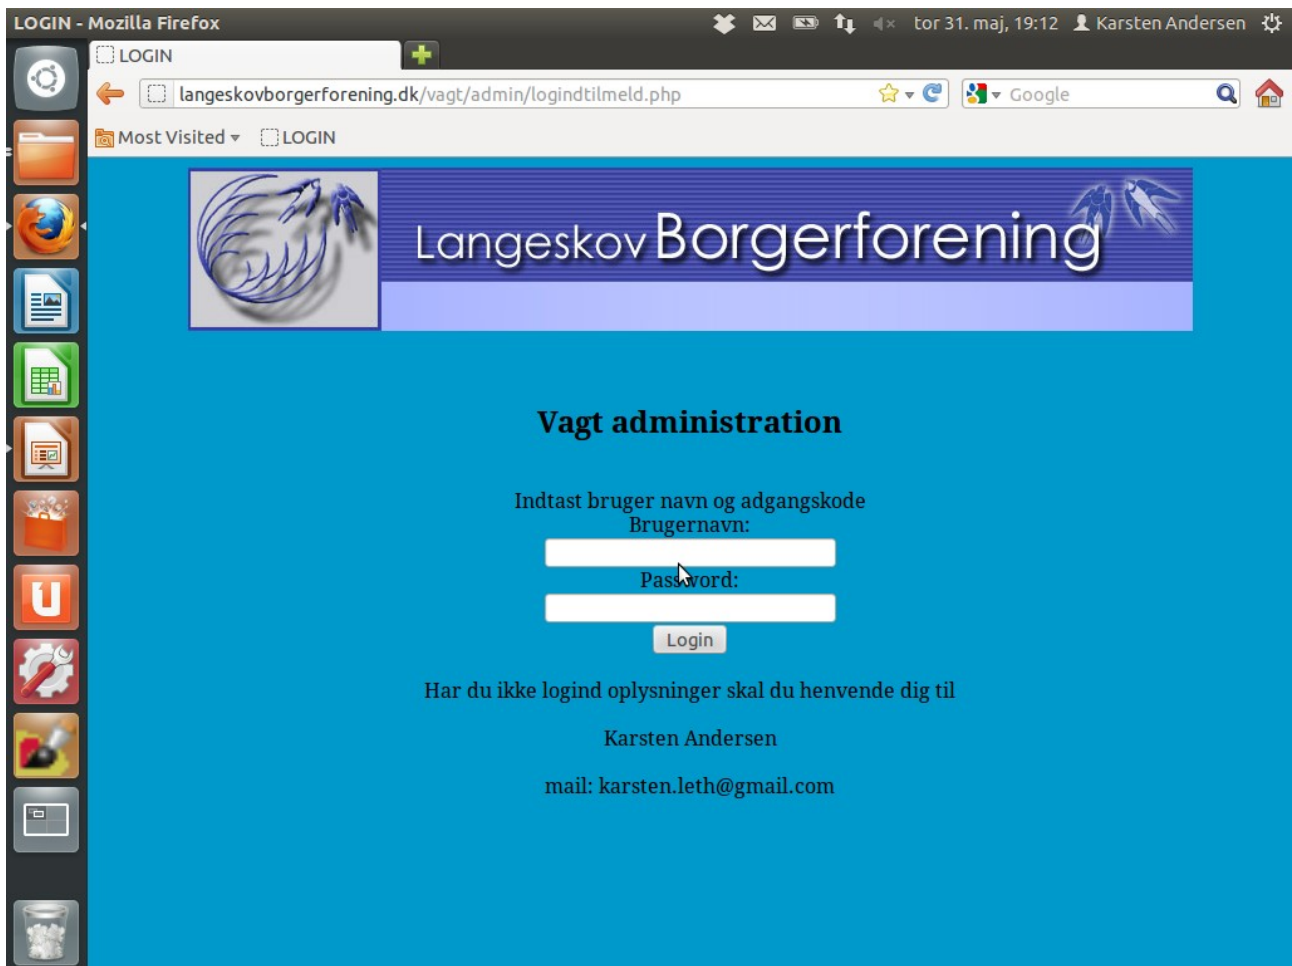 LOGIN - Mozilla Firefox tor 31. maj, 19:12 Karsten Andersen
LOGIN
langeskovborgerforening.dk/vagt/admin/logindtilmeld.php Google
Most Visited LOGIN
Langeskov Borgerforening
Vagt administration
Indtast bruger navn og adgangskode
Brugernavn:
Password:
Login
Har du ikke logind oplysninger skal du henvende dig til
Karsten Andersen
mail: karsten.leth@gmail.com